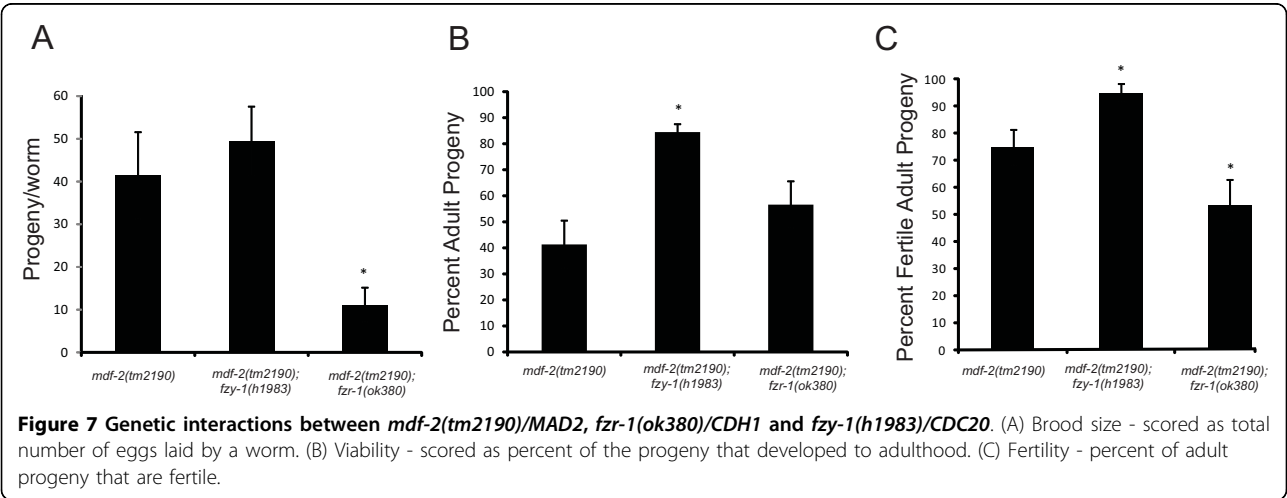 A
60
50
40
30
20
10
0
Progeny/worm
*
mdf-2(tm2190)
mdf-2(tm2190);
fzy-1(h1983)
mdf-2(tm2190);
fzr-1(ok380)
B
100
90
80
70
60
50
40
30
20
10
0
Percent Adult Progeny
*
mdf-2(tm2190)
mdf-2(tm2190);
fzy-1(h1983)
mdf-2(tm2190);
fzr-1(ok380)
C
100
90
80
70
60
50
40
30
20
10
0
Percent Fertile Adult Progeny
*
*
mdf-2(tm2190)
mdf-2(tm2190);
fzy-1(h1983)
mdf-2(tm2190);
fzr-1(ok380)
Figure 7 Genetic interactions between mdf-2(tm2190)/MAD2, fzr-1(ok380)/CDH1 and fzy-1(h1983)/CDC20. (A) Brood size - scored as total
number of eggs laid by a worm. (B) Viability - scored as percent of the progeny that developed to adulthood. (C) Fertility - percent of adult
progeny that are fertile.